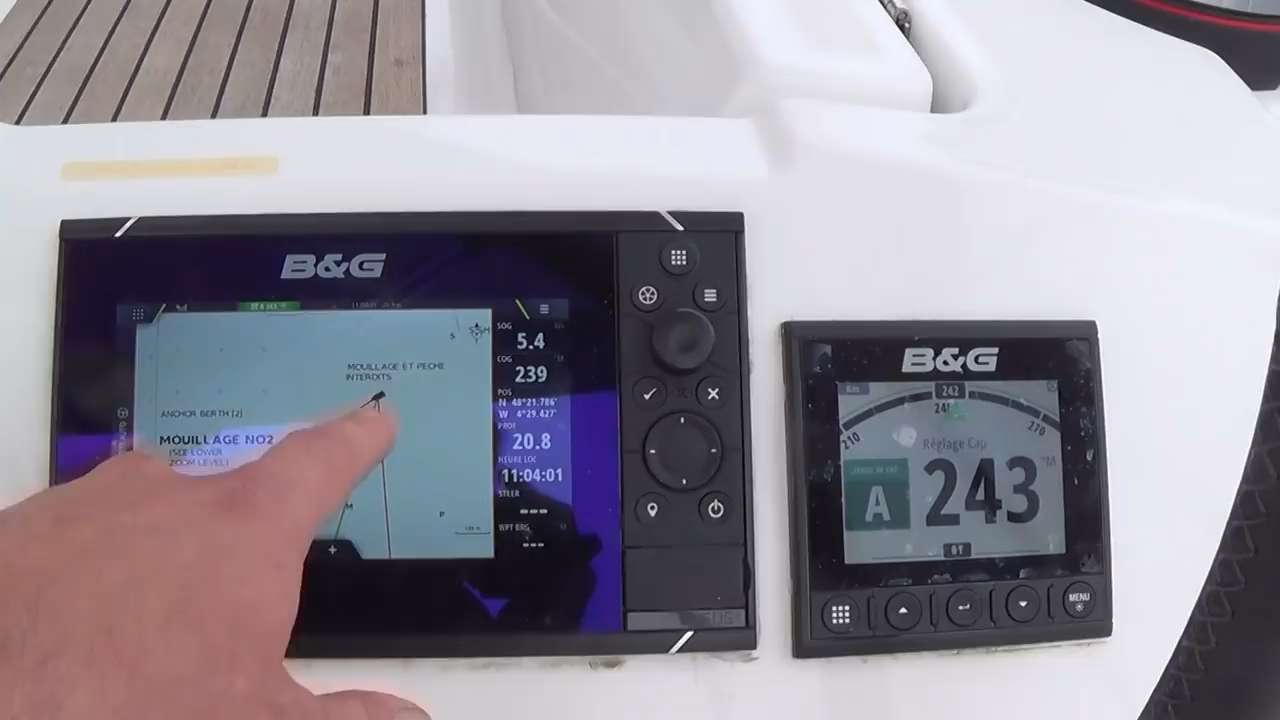 B&G
SOG
5.4
COG
239
POS
N 48°21.786'
W 4°29.427'
PROF
20.8
HEURE LOC
11:04:01
STEER
---
WPT BRG
---
MOUILLAGE ET PECHE
INTERDITS
ANCHOR BERTH [2]
MOUILLAGE NO2
(SEE LOWER
ZOOM LEVEL)
S
M
P
B&G
242
210
270
Réglage Cap
A
243
°M
MENU